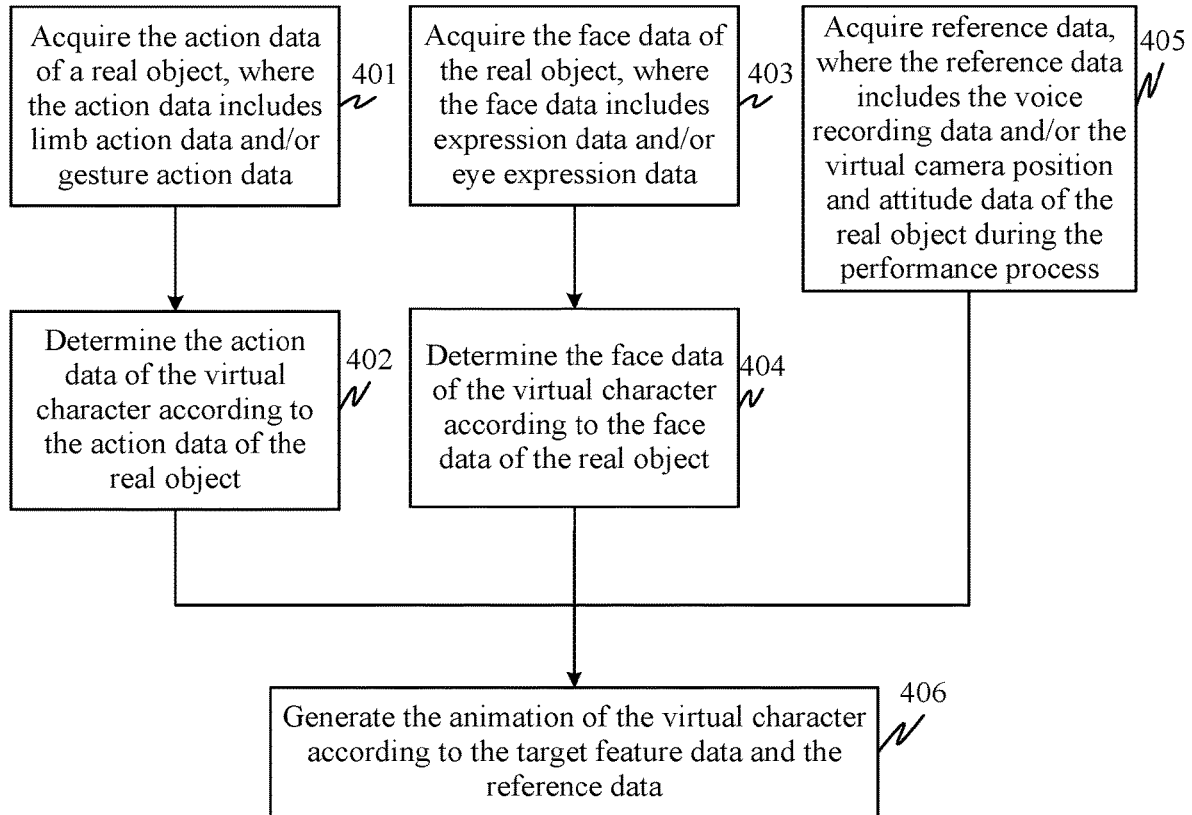 Acquire the action data
of a real object, where
the action data includes
limb action data and/or
gesture action data
401
Acquire the face data of
the real object, where
the face data includes
expression data and/or
eye expression data
403
Acquire reference data,
where the reference data
includes the voice
recording data and/or the
virtual camera position
and attitude data of the
real object during the
performance process
405
Determine the action
data of the virtual
character according to
the action data of the
real object
402
Determine the face data
of the virtual character
according to the face
data of the real object
404
Generate the animation of the virtual character
according to the target feature data and the
reference data
406